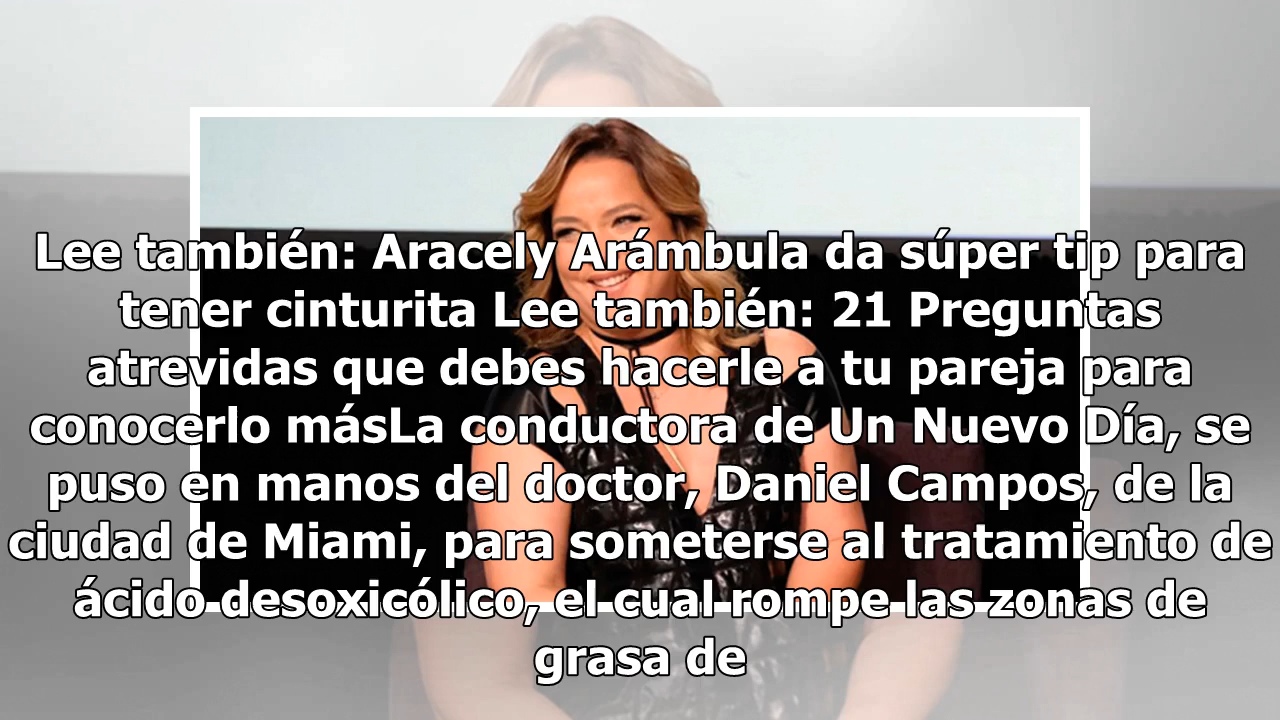 Lee también: Aracely Arámbula da súper tip para
tener cinturita Lee también: 21 Preguntas
atrevidas que debes hacerle a tu pareja para
conocerlo másLa conductora de Un Nuevo Día, se
puso en manos del doctor, Daniel Campos, de la
ciudad de Miami, para someterse al tratamiento de
ácido desoxicólico, el cual rompe las zonas de
grasa de